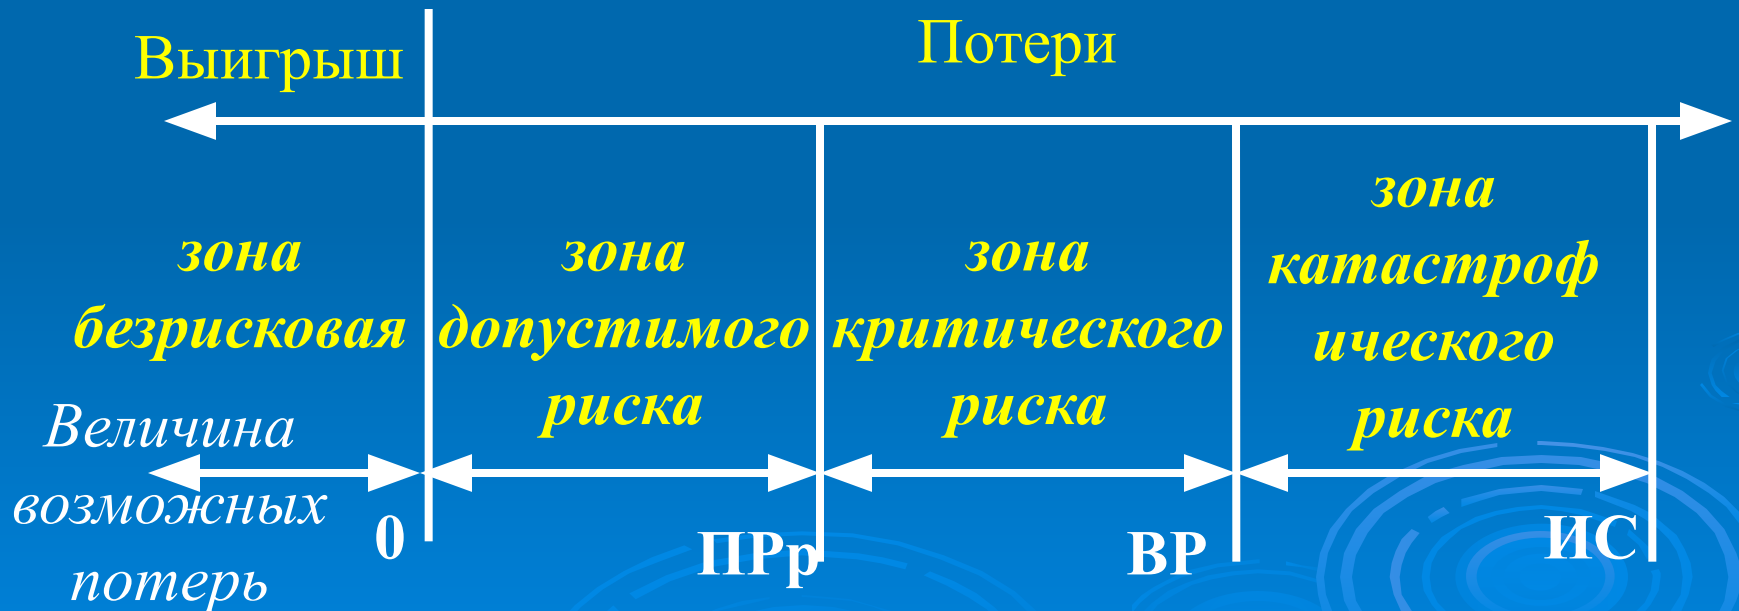 Выигрыш
Потери
зона
безрисковая
зона
допустимого
риска
зона
критического
риска
зона
катастроф
ического
риска
Величина
возможных
потерь
0
ПРр
ВР
ИС